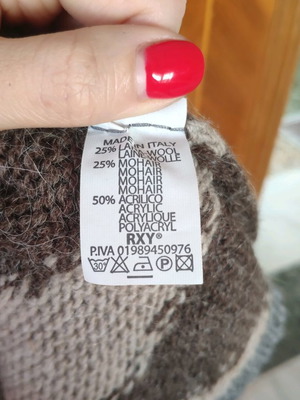 MADE IN ITALY
25% LANA
LAINE WOOL
WOLLE
25% MOHAIR
MOHAIR
MOHAIR
MOHAIR
50% ACRILICO
ACRYLIC
ACRYLIQUE
POLYACRYL
RXY®
P.IVA 01989450976
30° P